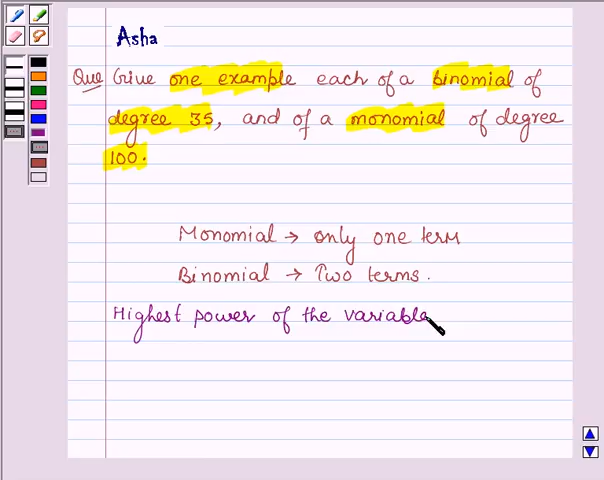 Asha
Que Give one example each of a binomial of
degree 35, and of a monomial of degree
100.
Monomial → only one term
Binomial → Two terms.
Highest power of the variable